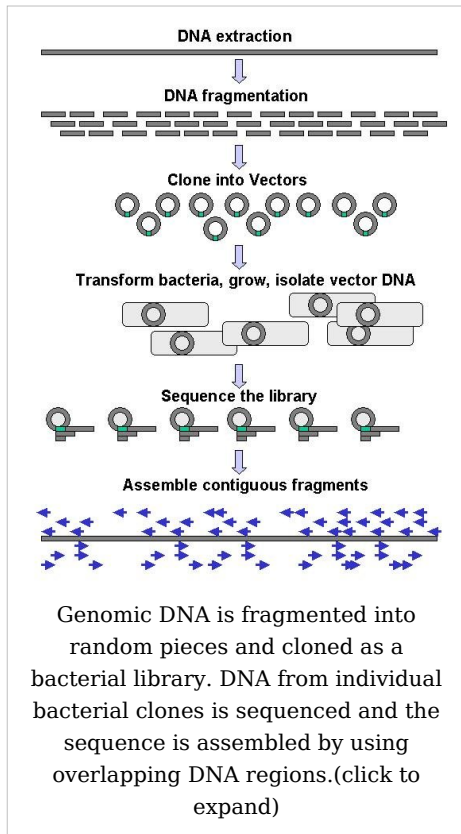 DNA extraction
DNA fragmentation
Clone into Vectors
Transform bacteria, grow, isolate vector DNA
Sequence the library
Assemble contiguous fragments
Genomic DNA is fragmented into
random pieces and cloned as a
bacterial library. DNA from individual
bacterial clones is sequenced and the
sequence is assembled by using
overlapping DNA regions.(click to
expand)